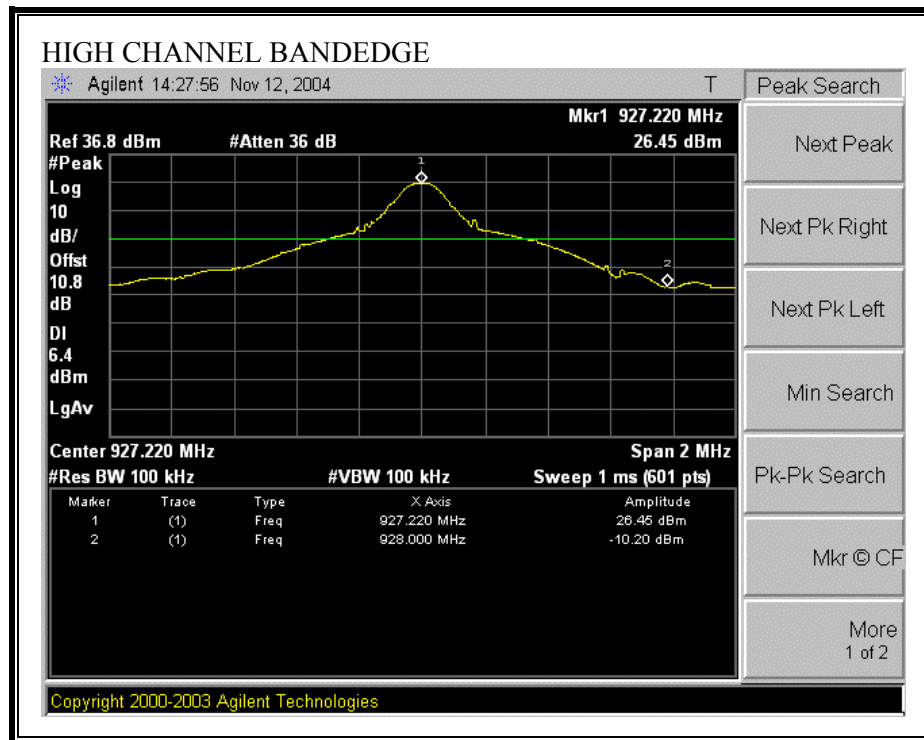 HIGH CHANNEL BANDEDGE
Agilent 14:27:56 Nov 12, 2004 T
Peak Search
Mkr1 927.220 MHz
Ref 36.8 dBm #Atten 36 dB 26.45 dBm
#Peak
Log
10
dB/
Offst
10.8
dB
DI
6.4
dBm
LgAv
1
2
Center 927.220 MHz Span 2 MHz
#Res BW 100 kHz #VBW 100 kHz Sweep 1 ms (601 pts)
Marker Trace Type X Axis Amplitude
1 (1) Freq 927.220 MHz 26.45 dBm
2 (1) Freq 928.000 MHz -10.20 dBm
Next Peak
Next Pk Right
Next Pk Left
Min Search
Pk-Pk Search
Mkr © CF
More
1 of 2
Copyright 2000-2003 Agilent Technologies